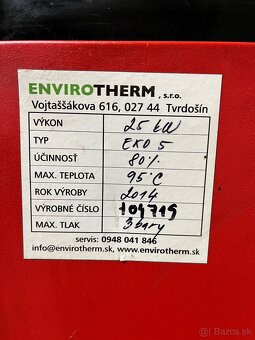 ENVIROTHERM, s.r.o.
Vojtaššákova 616, 027 44 Tvrdošín
VÝKON 25 kW
TYP EKO 5
ÚČINNOSŤ 80%
MAX. TEPLOTA 95°C
ROK VÝROBY 2014
VÝROBNÉ ČÍSLO 104719
MAX. TLAK 3 bary
servis: 0948 041 846
info@envirotherm.sk, www.envirotherm.sk
Bazos.sk